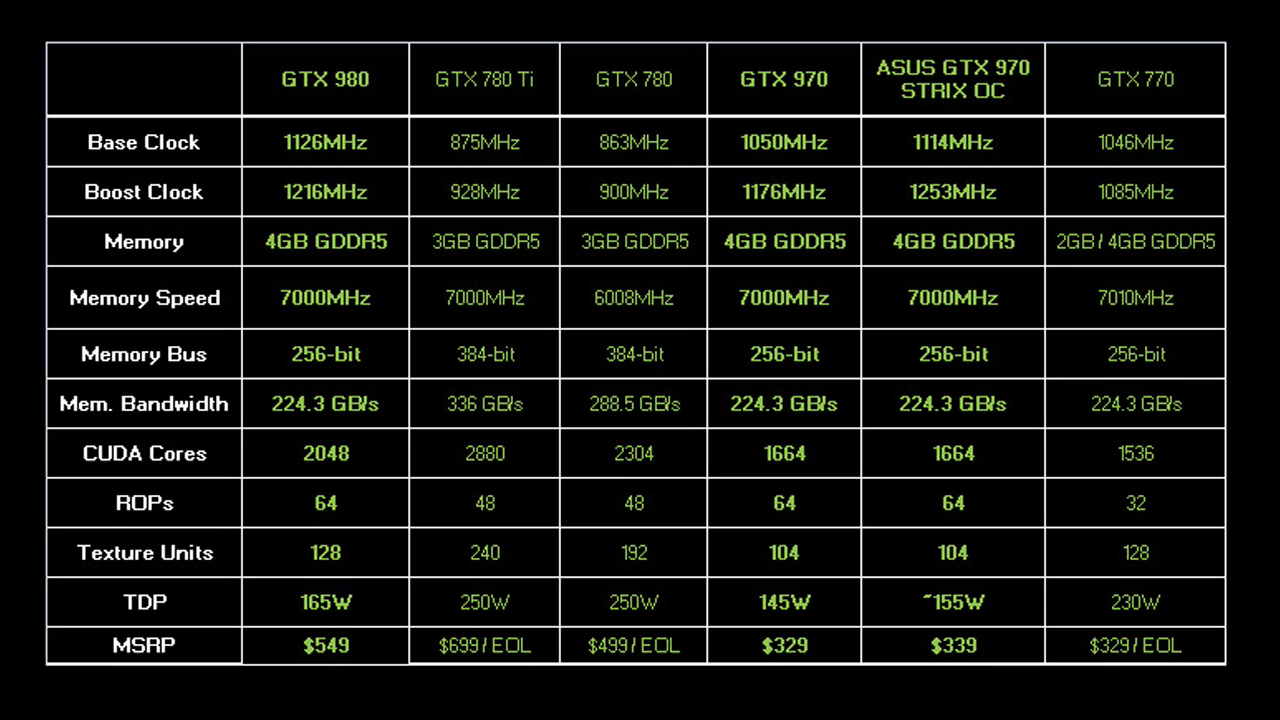 GTX 980 GTX 780 Ti GTX 780 GTX 970 ASUS GTX 970 STRIX OC GTX 770
Base Clock 1126MHz 875MHz 863MHz 1050MHz 1114MHz 1046MHz
Boost Clock 1216MHz 928MHz 900MHz 1176MHz 1253MHz 1085MHz
Memory 4GB GDDR5 3GB GDDR5 3GB GDDR5 4GB GDDR5 4GB GDDR5 2GB / 4GB GDDR5
Memory Speed 7000MHz 7000MHz 6008MHz 7000MHz 7000MHz 7010MHz
Memory Bus 256-bit 384-bit 384-bit 256-bit 256-bit 256-bit
Mem. Bandwidth 224.3 GB/s 336 GB/s 288.5 GB/s 224.3 GB/s 224.3 GB/s 224.3 GB/s
CUDA Cores 2048 2880 2304 1664 1664 1536
ROPs 64 48 48 64 64 32
Texture Units 128 240 192 104 104 128
TDP 165W 250W 250W 145W ~155W 230W
MSRP $549 $699 / EOL $499 / EOL $329 $339 $329 / EOL